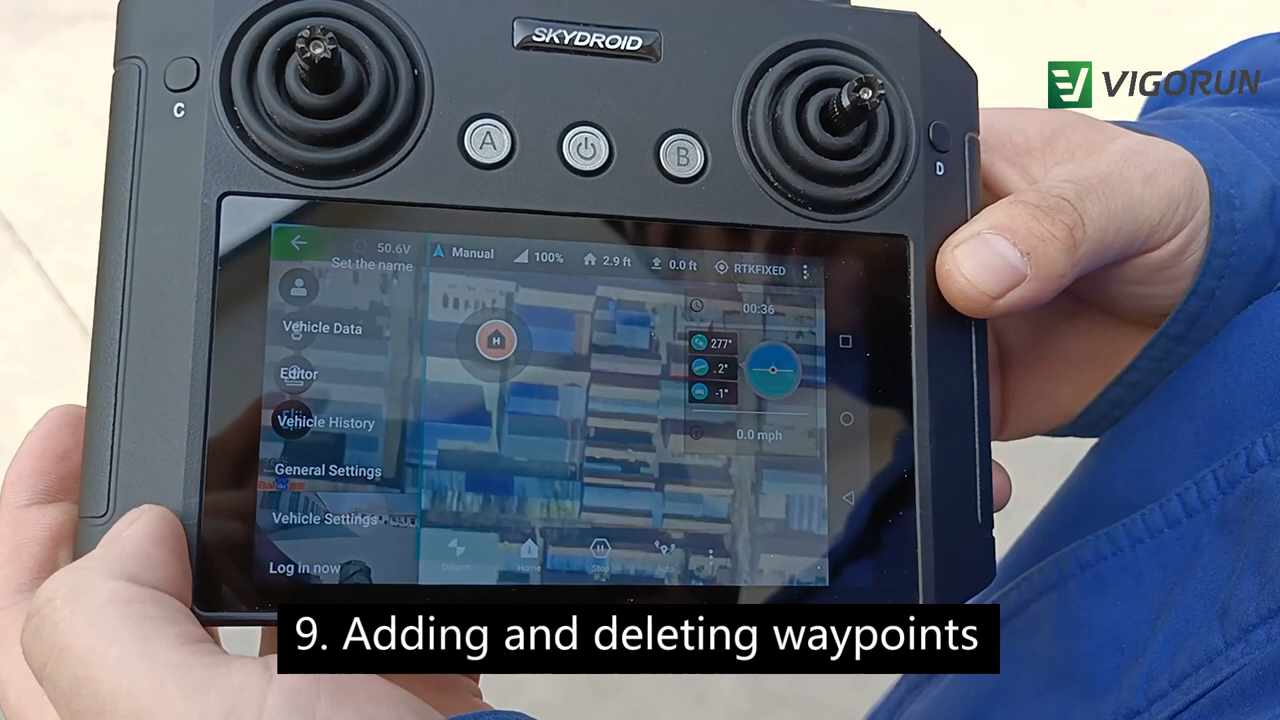 SKYDROID
VIGORUN
C
A
B
D
50.6V
Set the name
Manual
100%
2.9 ft
0.0 ft
RTKFIXED
00:36
H
Vehicle Data
277°
Editor
.2°
-1°
Vehicle History
0.0 mph
General Settings
Vehicle Settings
Log in now
Disarm
Home
Stop
Auto
9. Adding and deleting waypoints